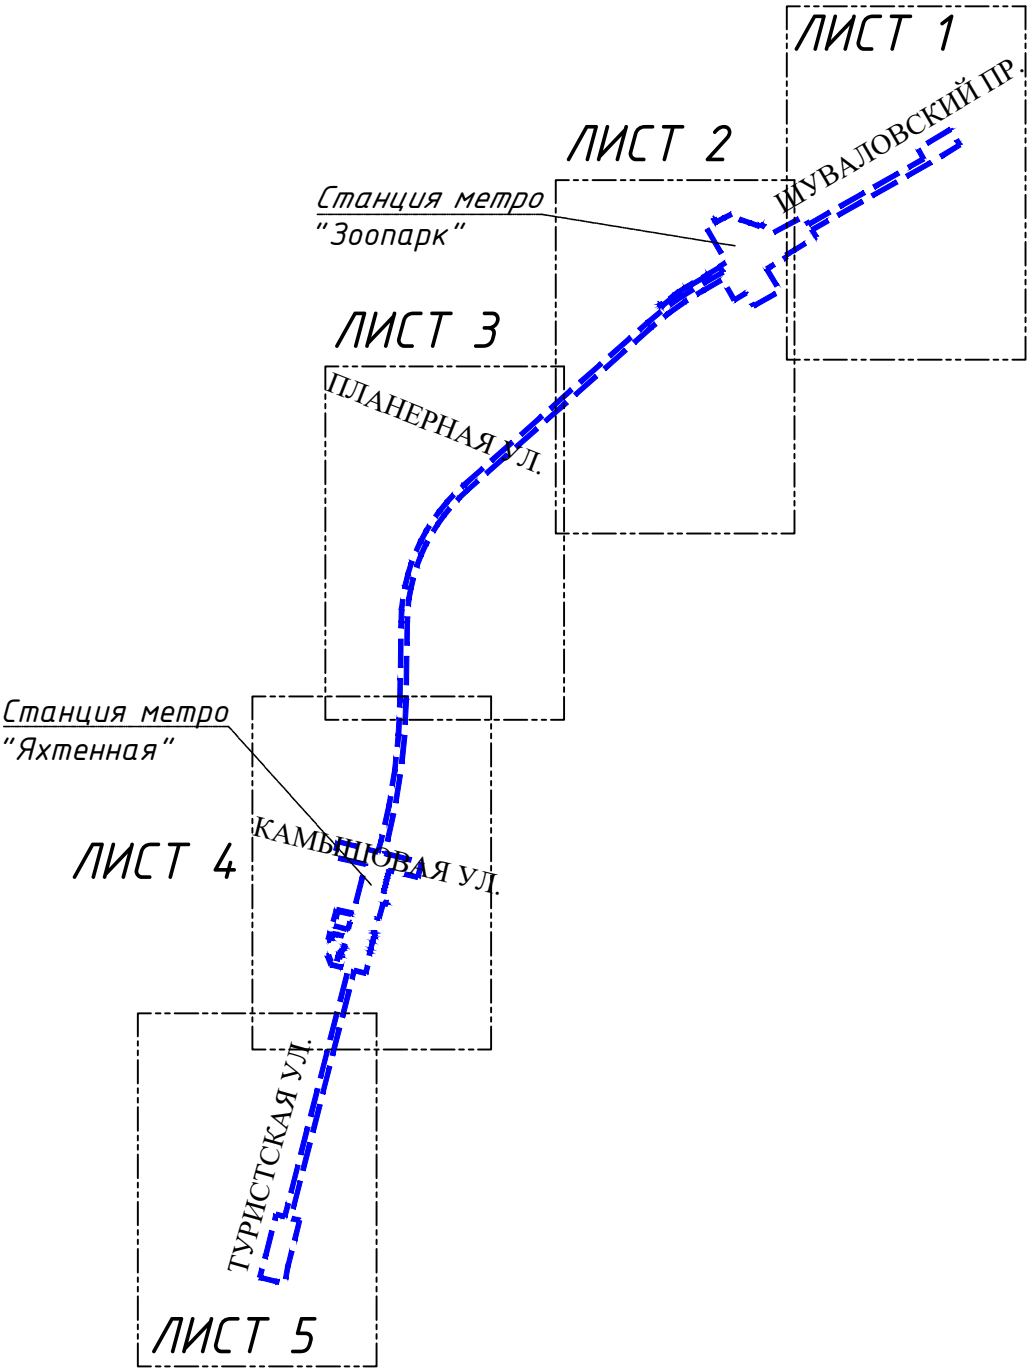 ЛИСТ 1
ШУВАЛОВСКИЙ ПР.
ЛИСТ 2
Станция метро
"Зоопарк"
ЛИСТ 3
ПЛАНЕРНАЯ УЛ.
Станция метро
"Яхтенная"
КАМЫШОВАЯ УЛ.
ЛИСТ 4
ТУРИСТСКАЯ УЛ.
ЛИСТ 5